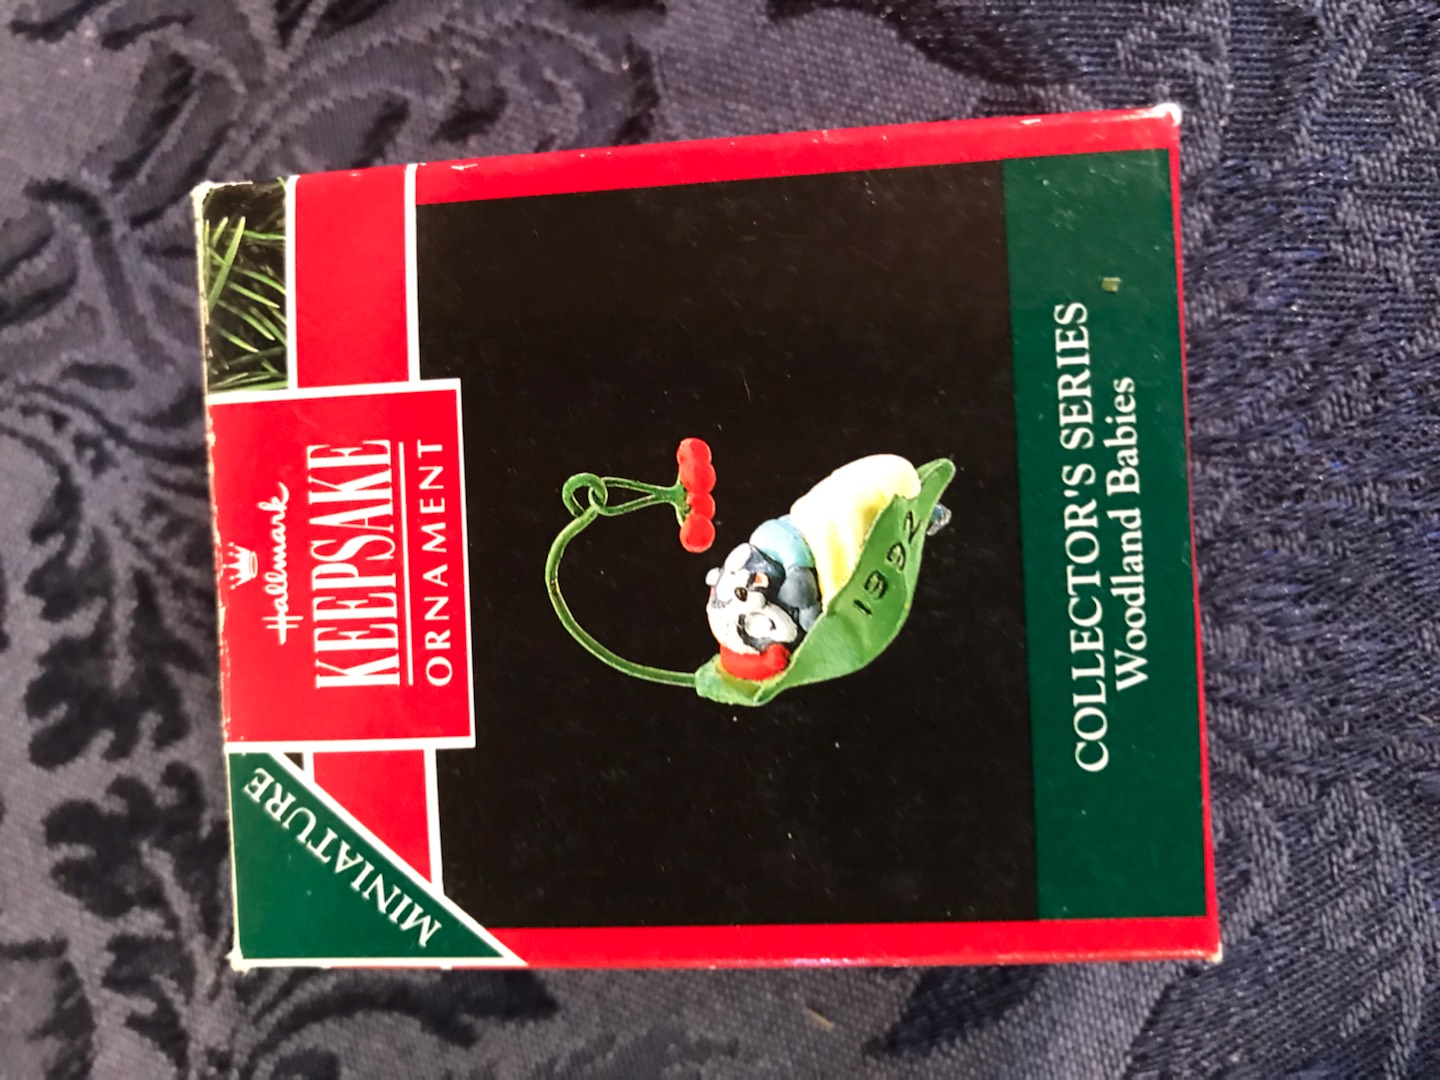 MINIATURE
Hallmark
KEEPSAKE
ORNAMENT
1992
COLLECTOR'S SERIES
Woodland Babies